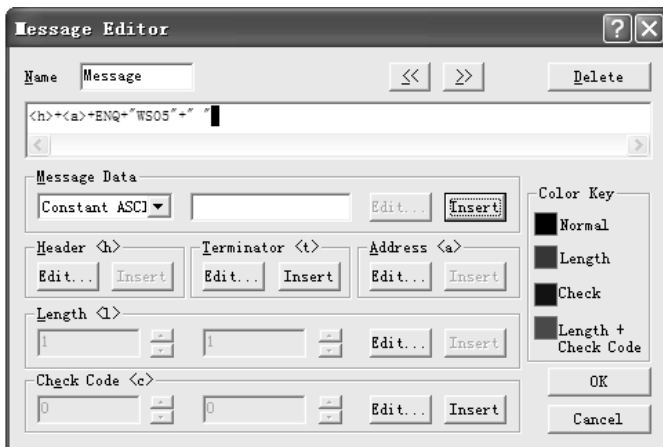 Message Editor
Name Message << >> Delete
<h>+<a>+ENQ+"WS05"+" "
Message Data
Constant ASCI Edit... Insert
Color Key
Normal
Length
Check
Length +
Check Code
Header <h> Terminator <t> Address <a>
Edit... Insert Edit... Insert Edit... Insert
Length <l>
1 1 Edit... Insert
Check Code <c>
0 0 Edit... Insert
OK
Cancel